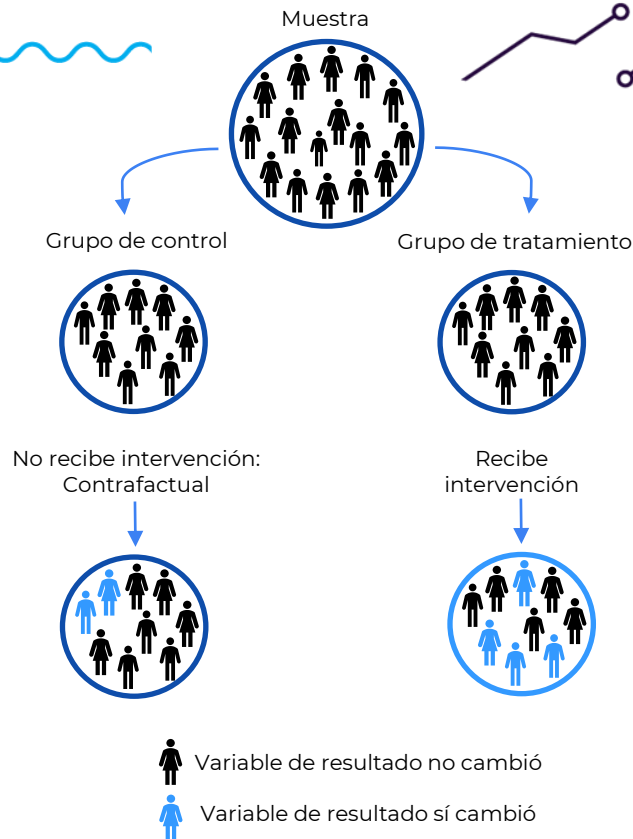 Muestra
Grupo de control
Grupo de tratamiento
No recibe intervención:
Contrafactual
Recibe
intervención
Variable de resultado no cambió
Variable de resultado sí cambió